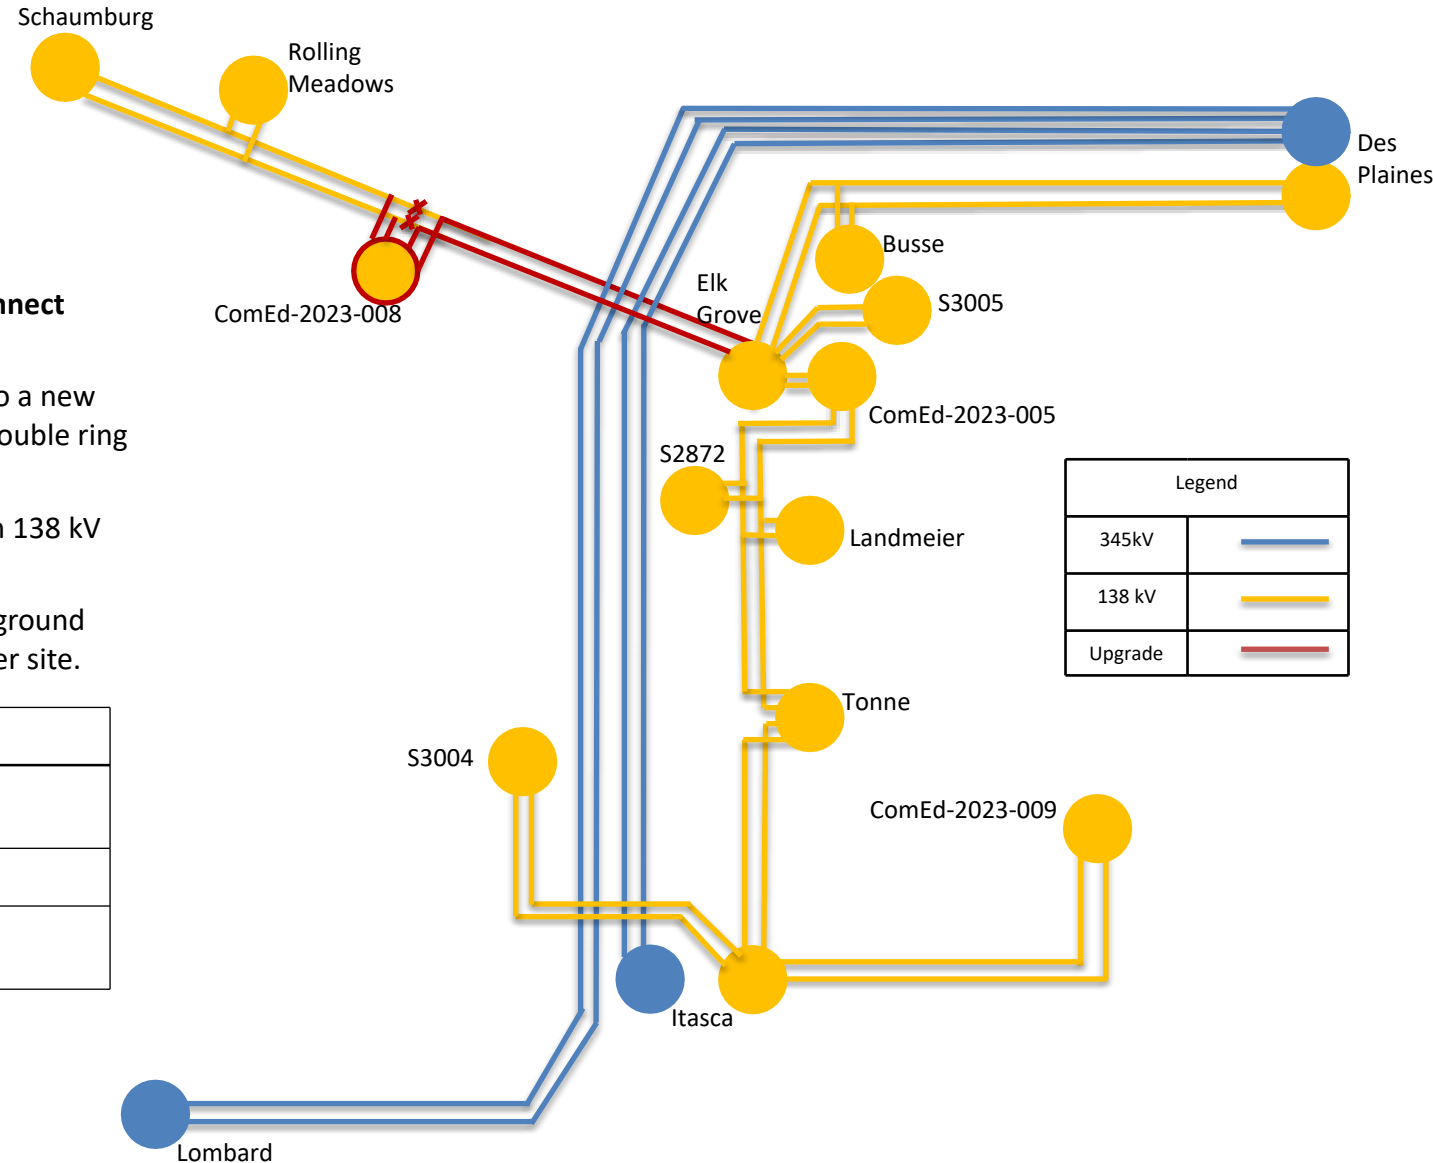 Schaumburg
Rolling
Meadows
Des
Plaines
Busse
Elk
Grove
S3005
nnect
ComEd-2023-008
o a new
ouble ring
ComEd-2023-005
S2872
Legend
n 138 kV
Landmeier
345kV
138 kV
ground
er site.
Upgrade
Tonne
S3004
ComEd-2023-009
Itasca
Lombard